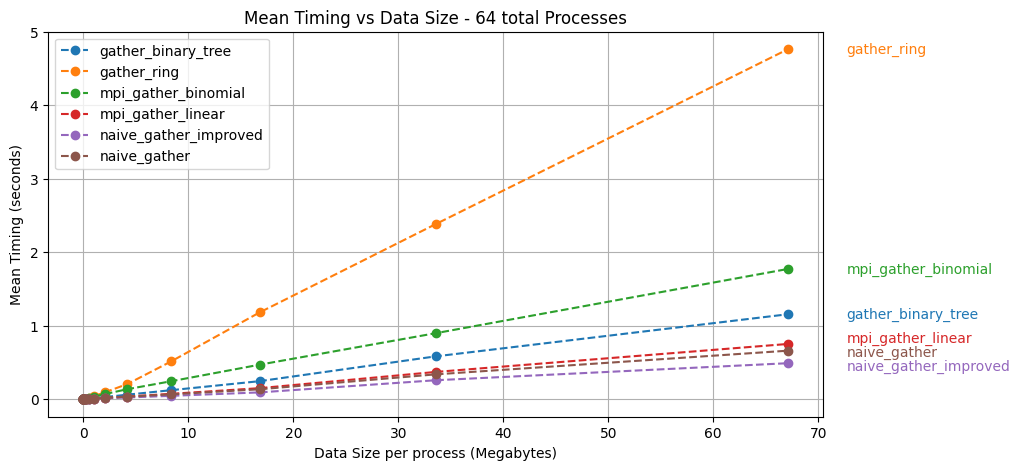 Mean Timing vs Data Size - 64 total Processes
gather_binary_tree
gather_ring
mpi_gather_binomial
mpi_gather_linear
naive_gather_improved
naive_gather
Mean Timing (seconds)
5
4
3
2
1
0
0 10 20 30 40 50 60 70
Data Size per process (Megabytes)
gather_ring
mpi_gather_binomial
gather_binary_tree
mpi_gather_linear
naive_gather
naive_gather_improved